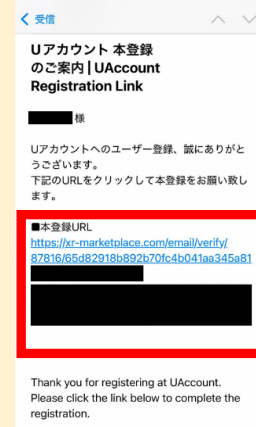 受信
Uアカウント 本登録
のご案内 | UAccount
Registration Link
様
Uアカウントへのユーザー登録、誠にありがと
うございます。
下記のURLをクリックして本登録をお願い致し
ます。
■本登録URL
https://xr-marketplace.com/email/verify/
87816/65d82918b892b70fc4b041aa345a81
Thank you for registering at UAccount.
Please click the link below to complete the
registration.